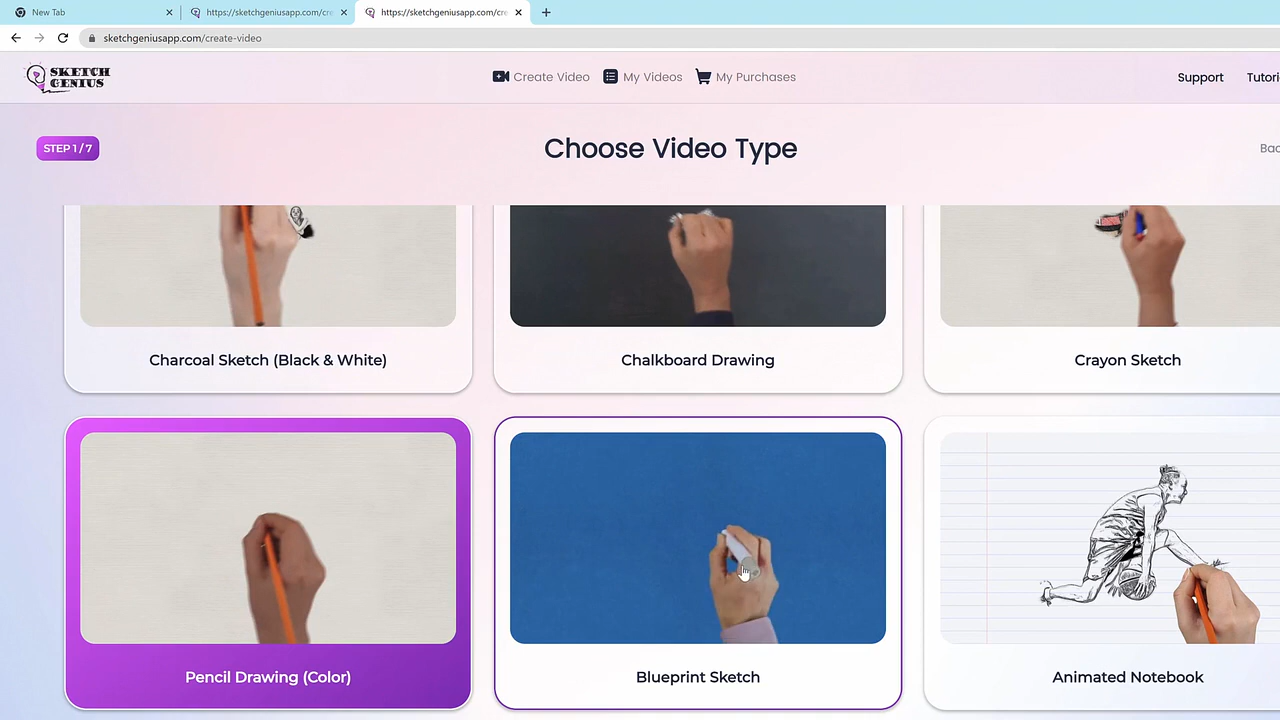 New Tab
https://sketchgeniusapp.com/cre
https://sketchgeniusapp.com/cre
sketchgeniusapp.com/create-video
SKETCH
GENIUS
Create Video
My Videos
My Purchases
Support
Tutori
STEP 1 / 7
Choose Video Type
Bac
Charcoal Sketch (Black & White)
Chalkboard Drawing
Crayon Sketch
Pencil Drawing (Color)
Blueprint Sketch
Animated Notebook